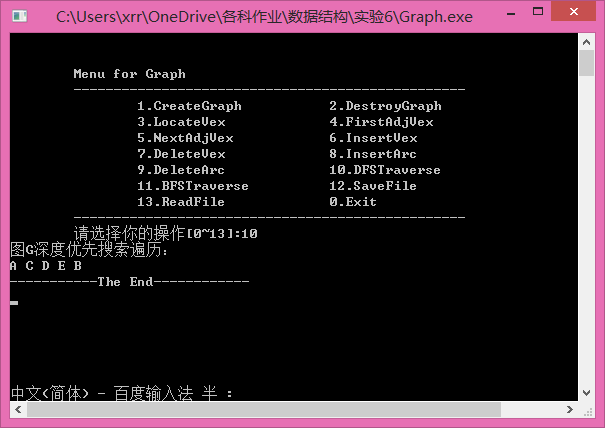 C:\Users\xrr\OneDrive\各科作业\数据结构\实验6\Graph.exe
Menu for Graph
-------------------------------------------------
1.CreateGraph 2.DestroyGraph
3.LocateVex 4.FirstAdjVex
5.NextAdjVex 6.InsertVex
7.DeleteVex 8.InsertArc
9.DeleteArc 10.DFSTraverse
11.BFSTraverse 12.SaveFile
13.ReadFile 0.Exit
-------------------------------------------------
请选择你的操作[0~13]:10
图G深度优先搜索遍历:
A C D E B
-----------The End------------
中文(简体) - 百度输入法 半 :